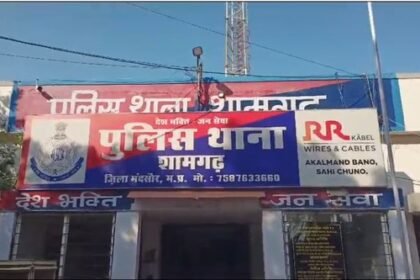 पुलिस थाना शामगढ़
देश भक्ति - जन सेवा
पुलिस थाना
शामगढ़
जिला मंदसौर, म.प्र. मो. : 7587633660
RR KABEL
WIRES & CABLES
AKALMAND BANO,
SAHI CHUNO.
देश भक्ति
जन सेवा